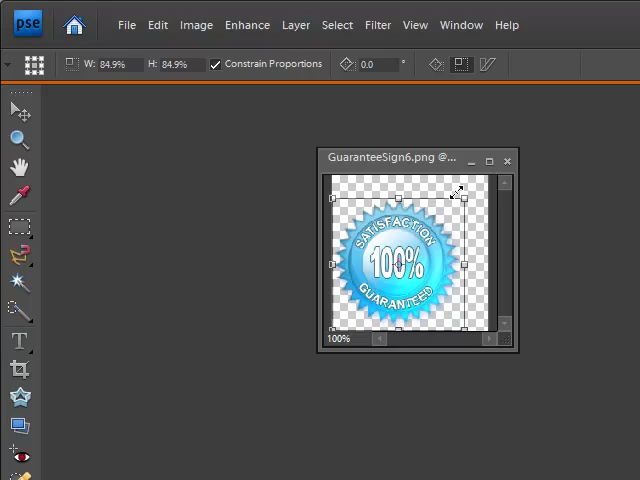 pse File Edit Image Enhance Layer Select Filter View Window Help
W: 84.9% H: 84.9% Constrain Proportions 0.0 °
GuaranteeSign6.png @...
SATISFACTION
100%
GUARANTEED
T
100%